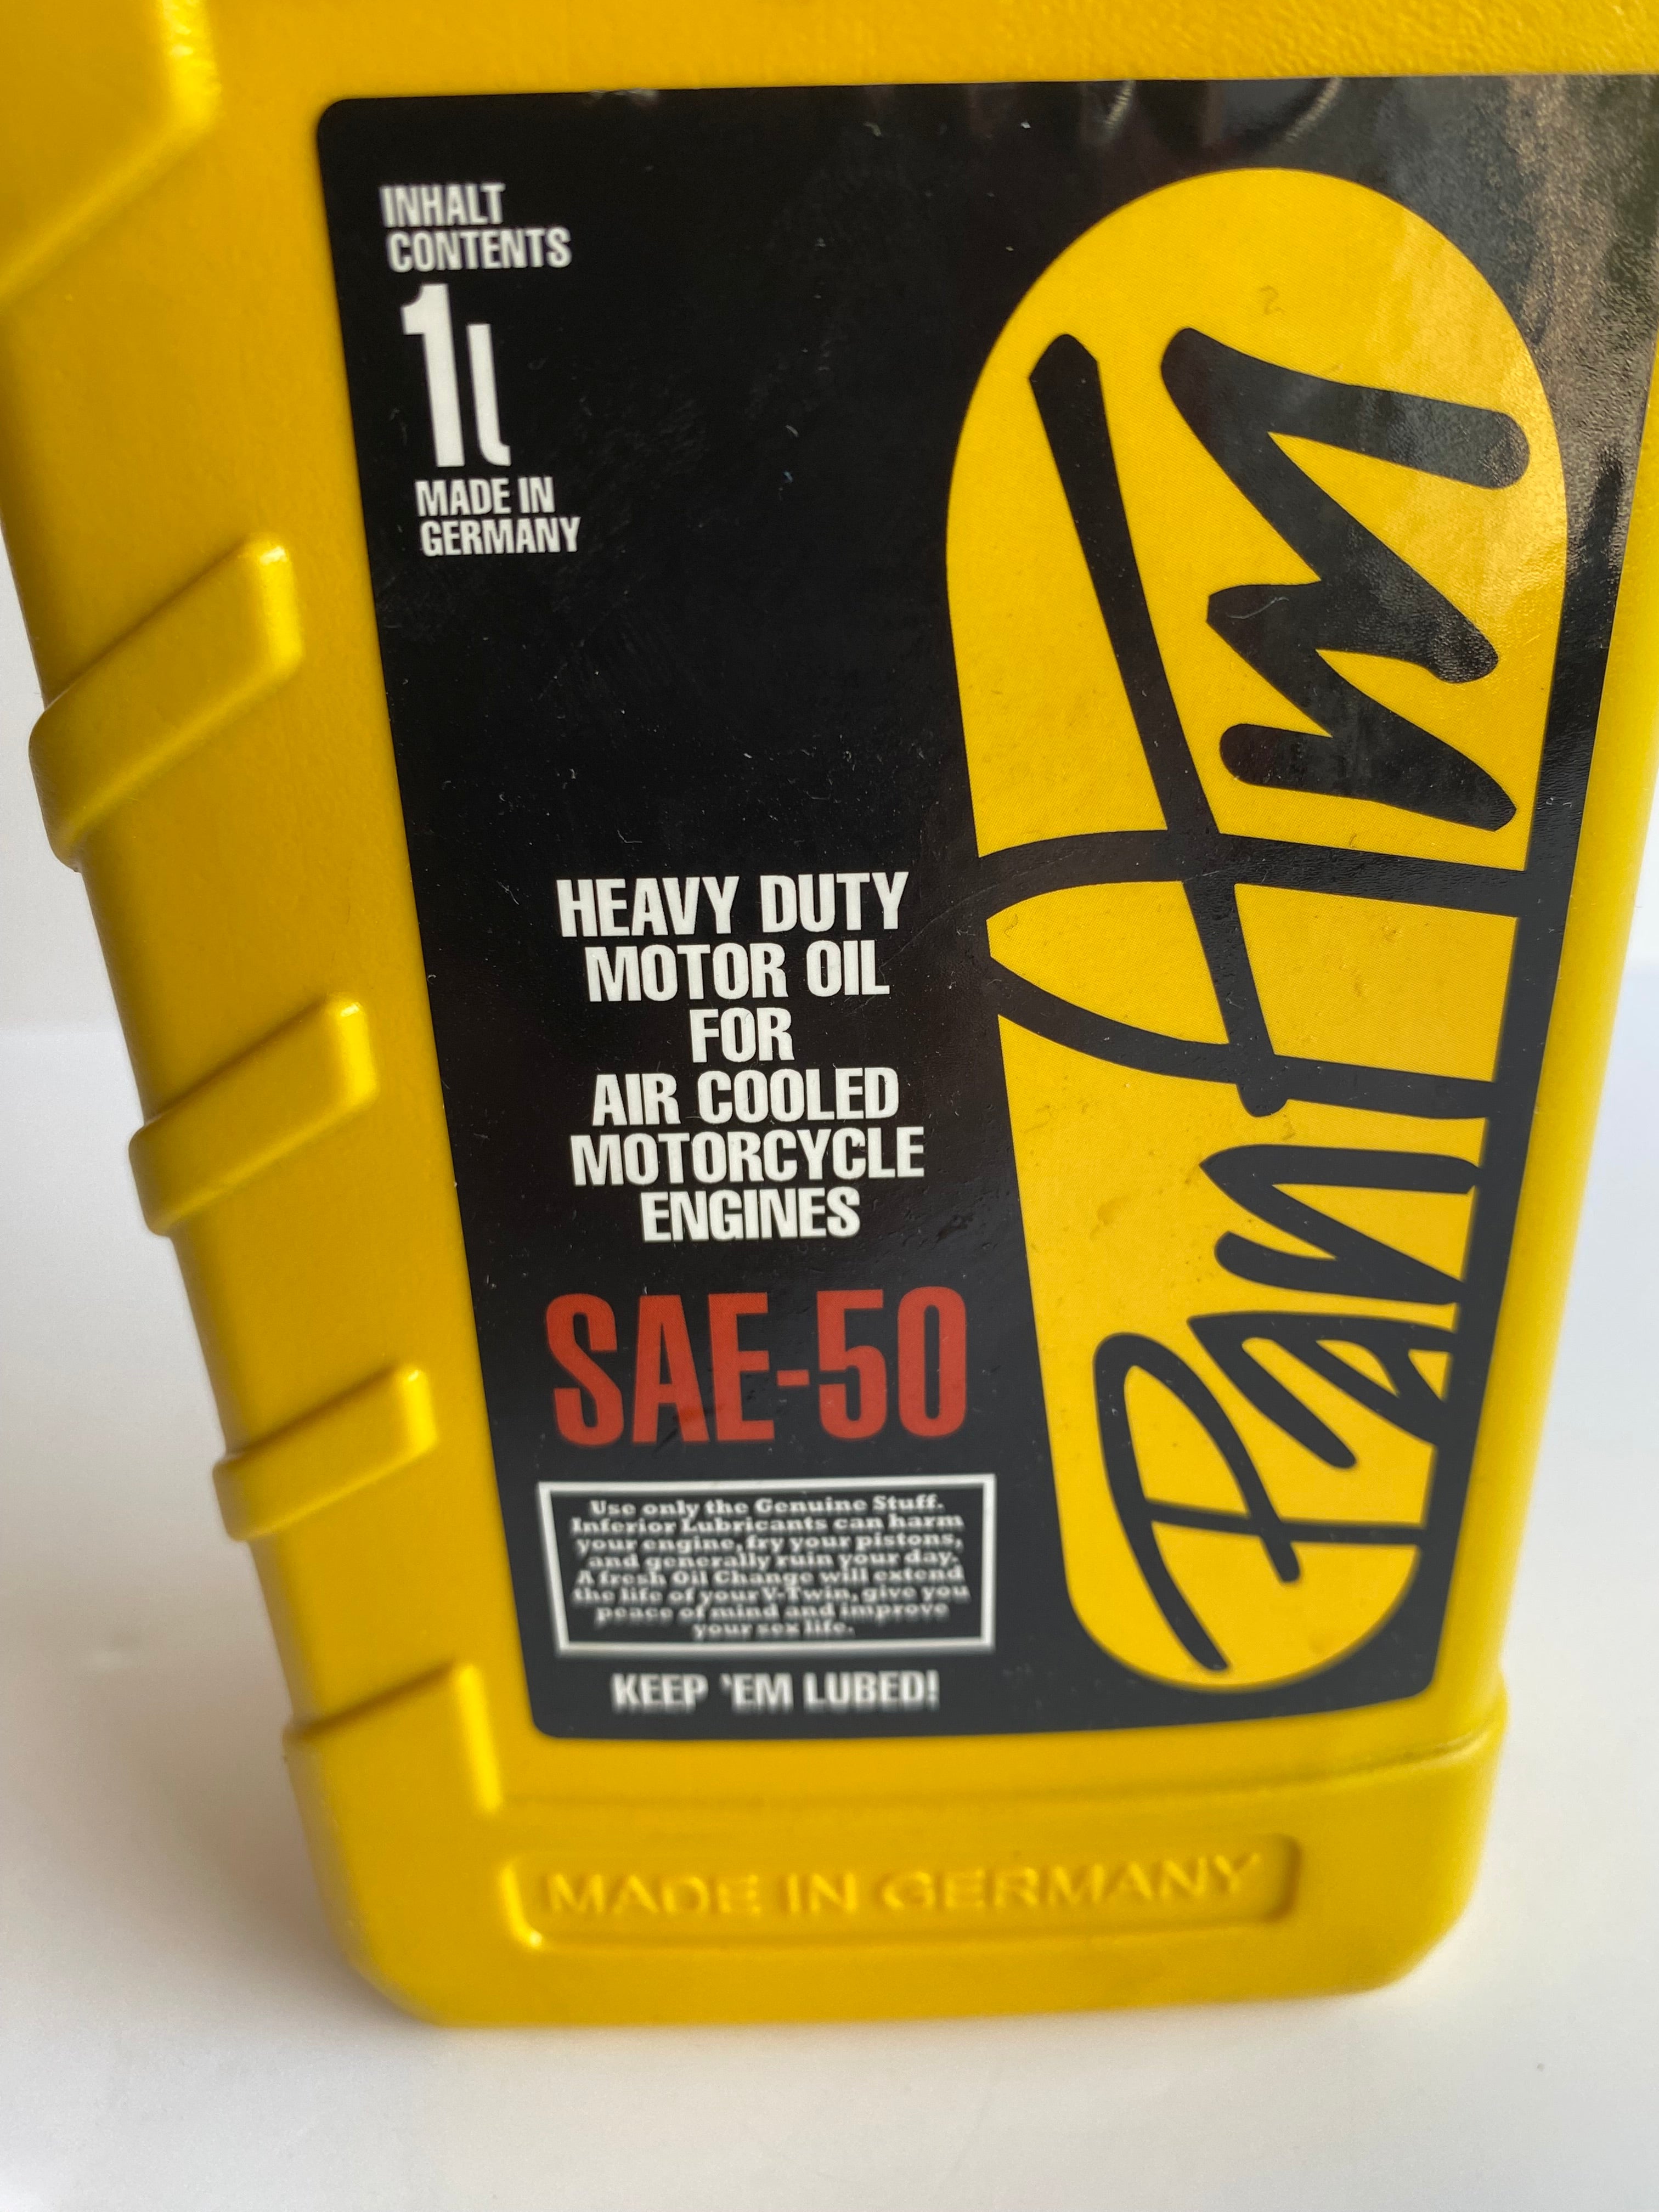 INHALT
CONTENTS
1l
MADE IN
GERMANY
HEAVY DUTY
MOTOR OIL
FOR
AIR COOLED
MOTORCYCLE
ENGINES
SAE-50
Use only the Genuine Stuff.
Inferior Lubricants can harm
your engine, fry your pistons,
and generally ruin your day.
A fresh Oil Change will extend
the life of your V-Twin, give you
peace of mind and improve
your sex life.
KEEP 'EM LUBED!
MADE IN GERMANY